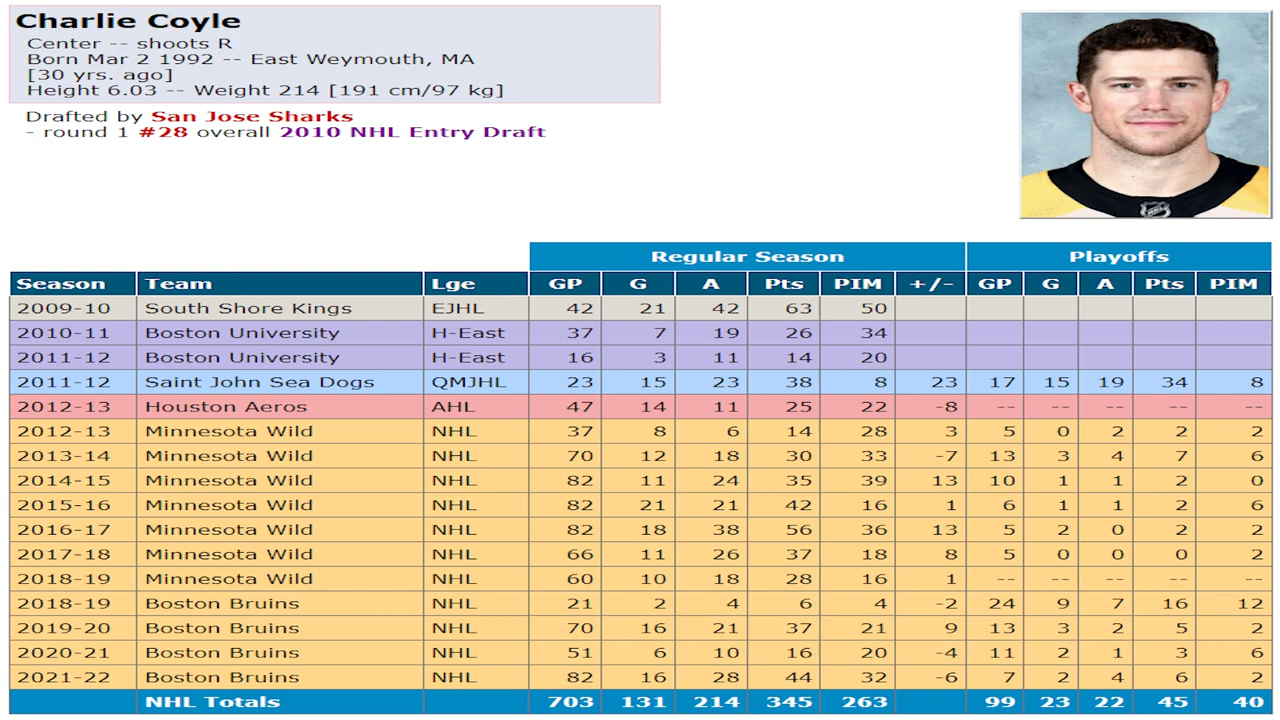 Charlie Coyle
Center -- shoots R
Born Mar 2 1992 -- East Weymouth, MA
[30 yrs. ago]
Height 6.03 -- Weight 214 [191 cm/97 kg]
Drafted by San Jose Sharks
- round 1 #28 overall 2010 NHL Entry Draft
Regular Season Playoffs
Season Team Lge GP G A Pts PIM +/- GP G A Pts PIM
2009-10 South Shore Kings EJHL 42 21 42 63 50
2010-11 Boston University H-East 37 7 19 26 34
2011-12 Boston University H-East 16 3 11 14 20
2011-12 Saint John Sea Dogs QMJHL 23 15 23 38 8 23 17 15 19 34 8
2012-13 Houston Aeros AHL 47 14 11 25 22 -8 -- -- -- -- --
2012-13 Minnesota Wild NHL 37 8 6 14 28 3 5 0 2 2 2
2013-14 Minnesota Wild NHL 70 12 18 30 33 -7 13 3 4 7 6
2014-15 Minnesota Wild NHL 82 11 24 35 39 13 10 1 1 2 0
2015-16 Minnesota Wild NHL 82 21 21 42 16 1 6 1 1 2 6
2016-17 Minnesota Wild NHL 82 18 38 56 36 13 5 2 0 2 2
2017-18 Minnesota Wild NHL 66 11 26 37 18 8 5 0 0 0 2
2018-19 Minnesota Wild NHL 60 10 18 28 16 1 -- -- -- -- --
2018-19 Boston Bruins NHL 21 2 4 6 4 -2 24 9 7 16 12
2019-20 Boston Bruins NHL 70 16 21 37 21 9 13 3 2 5 2
2020-21 Boston Bruins NHL 51 6 10 16 20 -4 11 2 1 3 6
2021-22 Boston Bruins NHL 82 16 28 44 32 -6 7 2 4 6 2
NHL Totals 703 131 214 345 263 99 23 22 45 40